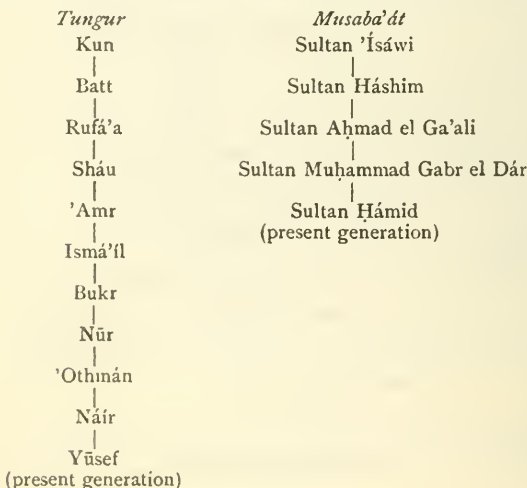 Tungur
Kun
Batt
Rufá'a
Sháu
'Amr
Ismá'íl
Bukr
Nūr
'Othmán
Náír
Yūsef
(present generation)
Musaba'át
Sultan 'Ísáwi
Sultan Háshim
Sultan Aḥmad el Ga'ali
Sultan Muḥammad Gabr el Dár
Sultan Ḥámid
(present generation)